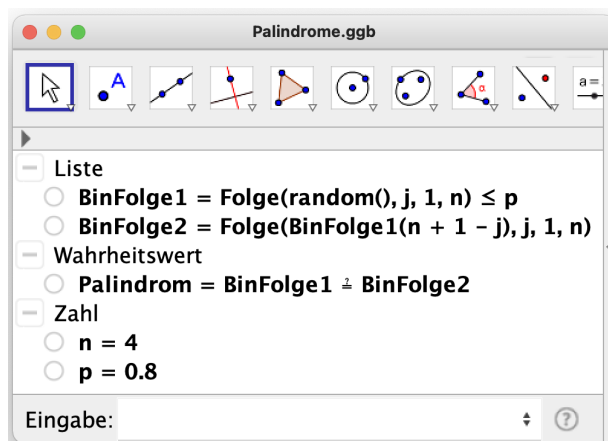 Palindrome.ggb
A
α
a=
Liste
BinFolge1 = Folge(random(), j, 1, n) ≤ p
BinFolge2 = Folge(BinFolge1(n + 1 – j), j, 1, n)
Wahrheitswert
Palindrom = BinFolge1 ≟ BinFolge2
Zahl
n = 4
p = 0.8
Eingabe:
?